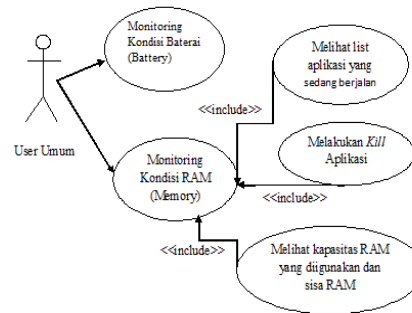 Monitoring
Kondisi Baterai
(Battery)
Melihat list
aplikasi yang
sedang berjalan
<<include>>
User Umum
Monitoring
Kondisi RAM
(Memory)
Melakukan Kill
Aplikasi
<<include>>
<<include>>
Melihat kapasitas RAM
yang diigunakan dan
sisa RAM